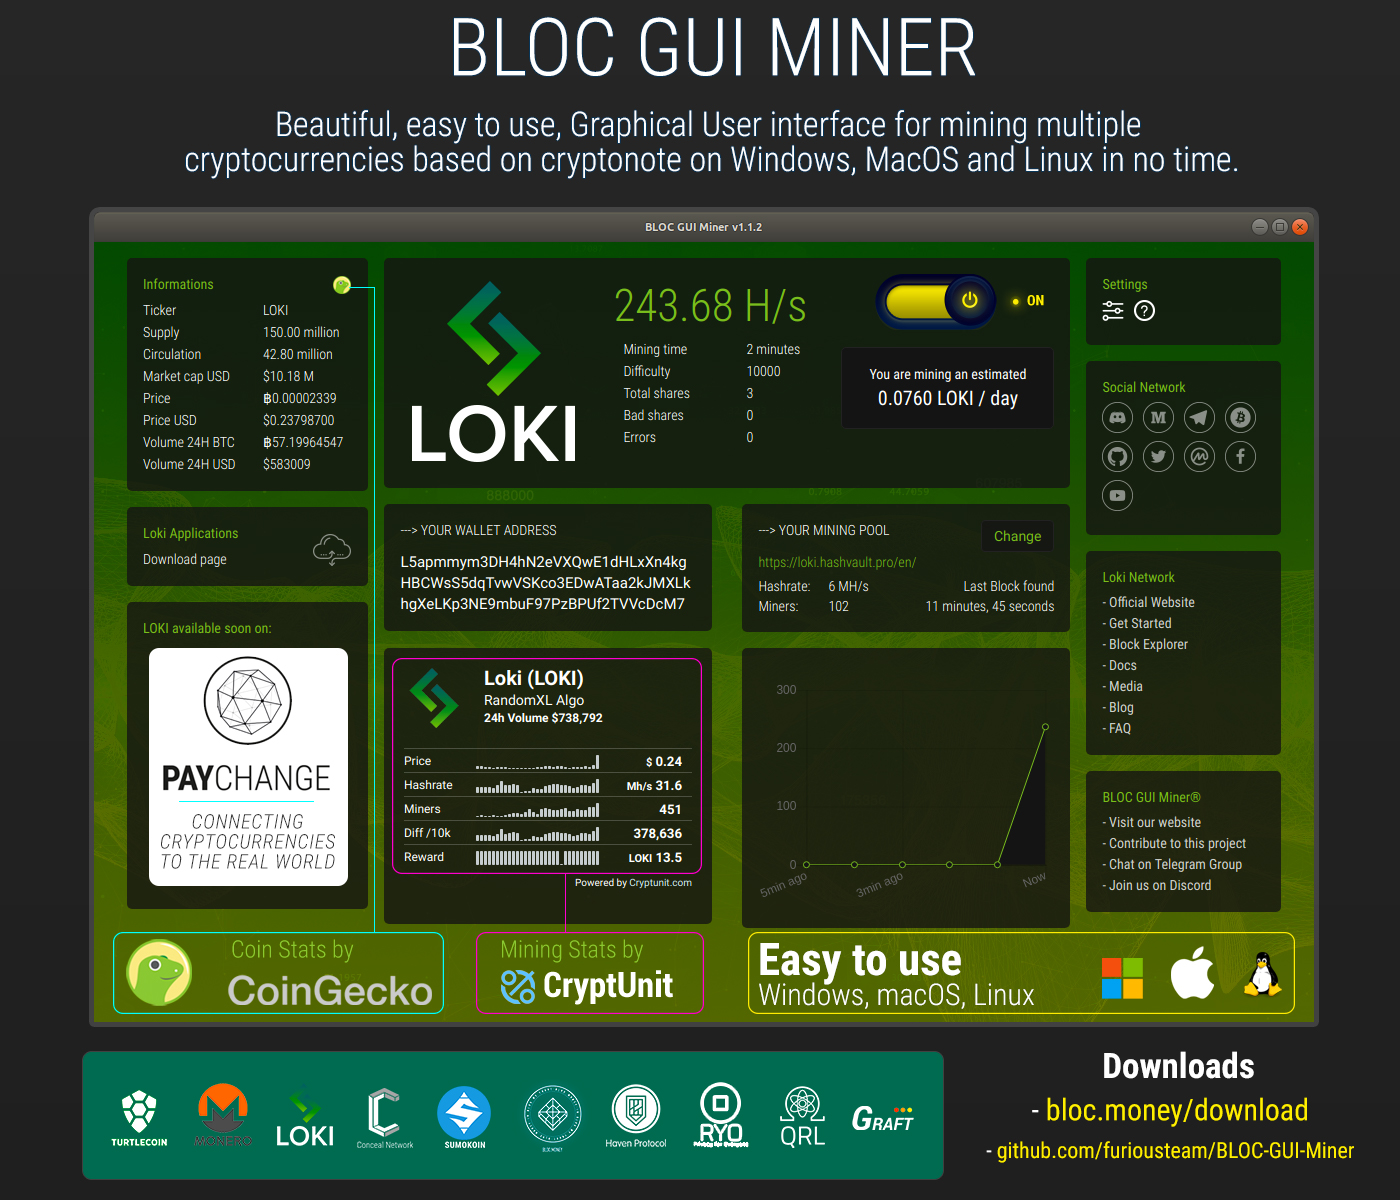 BLOC GUI MINER
Beautiful, easy to use, Graphical User interface for mining multiple
cryptocurrencies based on cryptonote on Windows, MacOS and Linux in no time.
BLOC GUI Miner v1.1.2
Informations
Ticker LOKI
Supply 150.00 million
Circulation 42.80 million
Market cap USD $10.18 M
Price ฿0.00002339
Price USD $0.23798700
Volume 24H BTC ฿57.19964547
Volume 24H USD $583009
Loki Applications
Download page
LOKI available soon on:
PAYCHANGE
CONNECTING
CRYPTOCURRENCIES
TO THE REAL WORLD
LOKI
243.68 H/s
Mining time 2 minutes
Difficulty 10000
Total shares 3
Bad shares 0
Errors 0
ON
You are mining an estimated
0.0760 LOKI / day
888000
0.7988 44.7659
---> YOUR WALLET ADDRESS
L5apmmym3DH4hN2eVXQwE1dHLxXn4kg
HBCWsS5dqTvwVSKco3EDwATaa2kJMXLk
hgXeLKp3NE9mbuF97PzBPUf2TVVcDcM7
---> YOUR MINING POOL
Change
https://loki.hashvault.pro/en/
Hashrate: 6 MH/s Last Block found
Miners: 102 11 minutes, 45 seconds
Loki (LOKI)
RandomXL Algo
24h Volume $738,792
Price $ 0.24
Hashrate Mh/s 31.6
Miners 451
Diff /10k 378,636
Reward LOKI 13.5
Powered by Cryptunit.com
300
200
100
0
5min ago 3min ago Now
Settings
Social Network
Loki Network
- Official Website
- Get Started
- Block Explorer
- Docs
- Media
- Blog
- FAQ
BLOC GUI Miner®
- Visit our website
- Contribute to this project
- Chat on Telegram Group
- Join us on Discord
Coin Stats by
CoinGecko
Mining Stats by
CryptUnit
Easy to use
Windows, macOS, Linux
TURTLECOIN
MONERO
LOKI
Conceal Network
SUMOKOIN
BLOC.MONEY
Haven Protocol
RYO
QRL
GRAFT
Downloads
- bloc.money/download
- github.com/furiousteam/BLOC-GUI-Miner